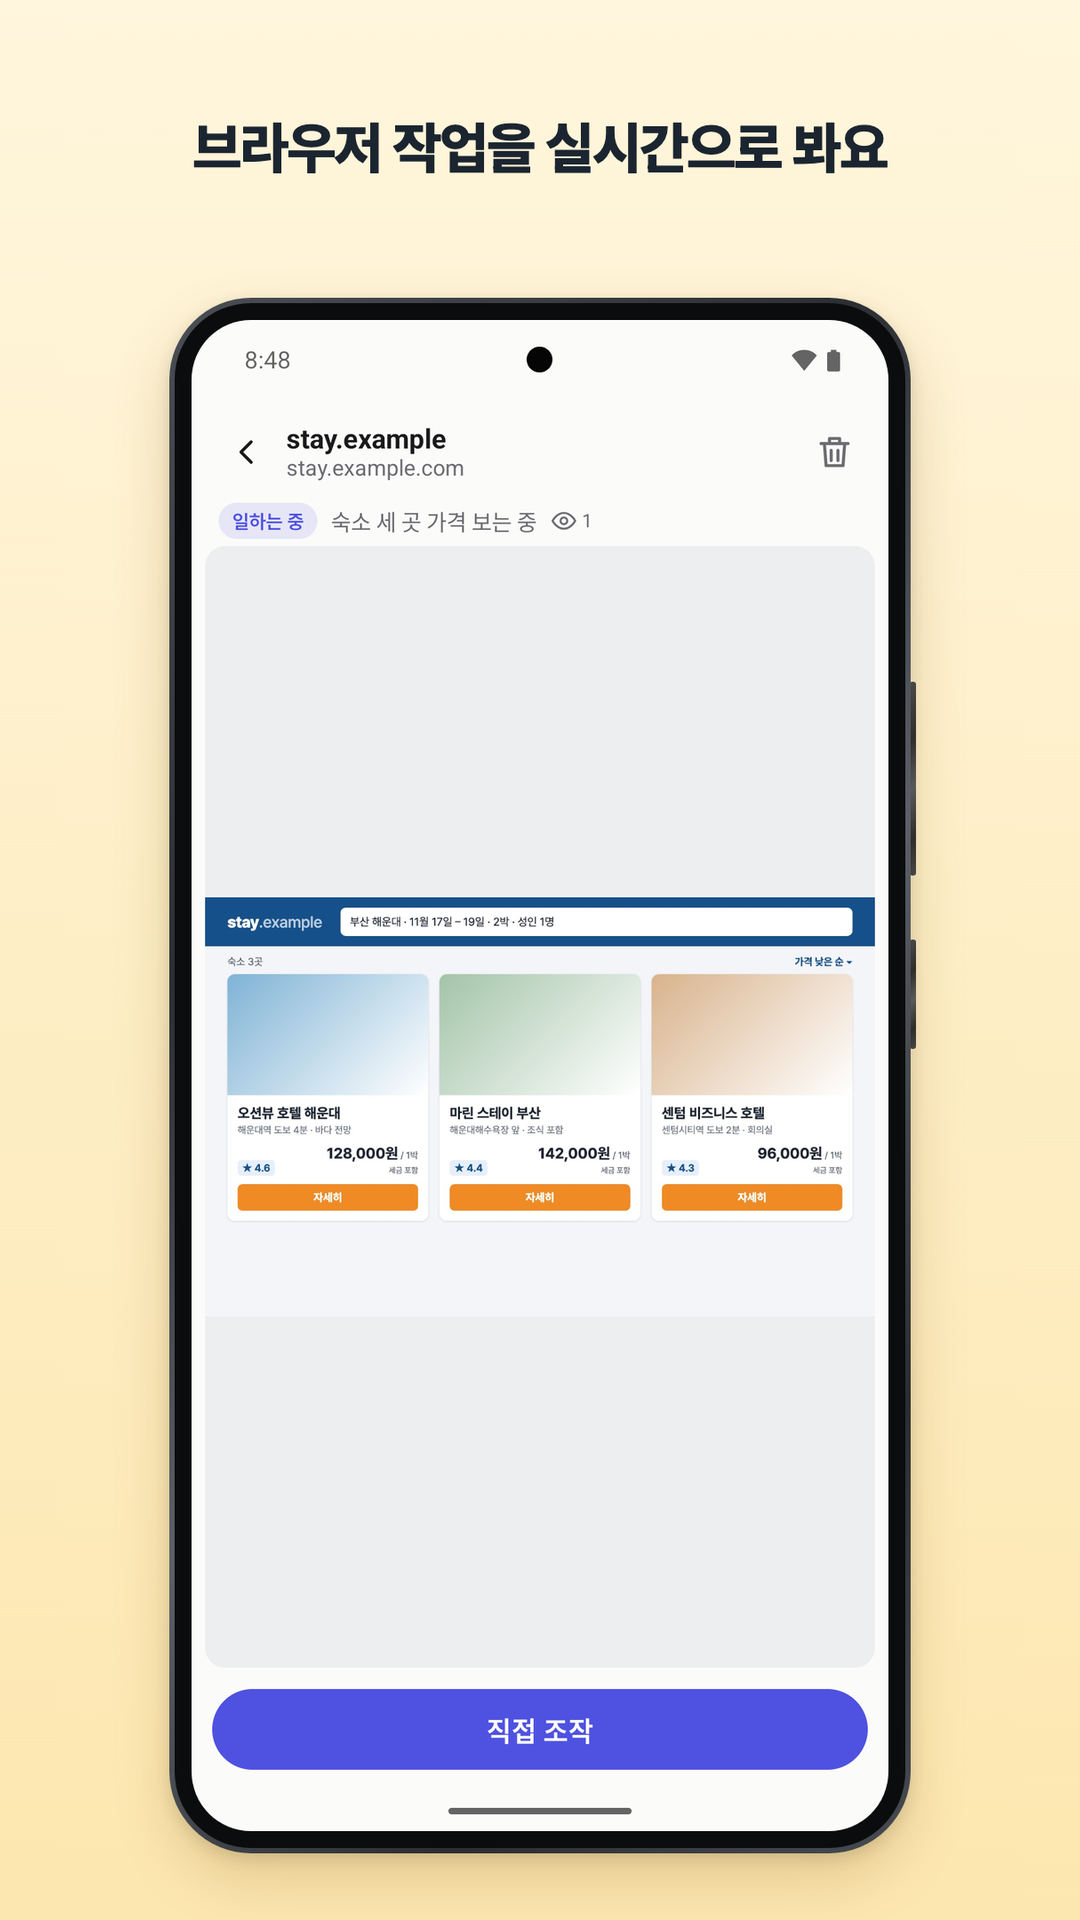 브라우저 작업을 실시간으로 봐요
8:48
stay.example
stay.example.com
일하는 중 숙소 세 곳 가격 보는 중 1
stay.example 부산 해운대 · 11월 17일 – 19일 · 2박 · 성인 1명
숙소 3곳 가격 낮은 순
오션뷰 호텔 해운대
해운대역 도보 4분 · 바다 전망
128,000원 / 1박
★ 4.6 세금 포함
자세히
마린 스테이 부산
해운대해수욕장 앞 · 조식 포함
142,000원 / 1박
★ 4.4 세금 포함
자세히
센텀 비즈니스 호텔
센텀시티역 도보 2분 · 회의실
96,000원 / 1박
★ 4.3 세금 포함
자세히
직접 조작